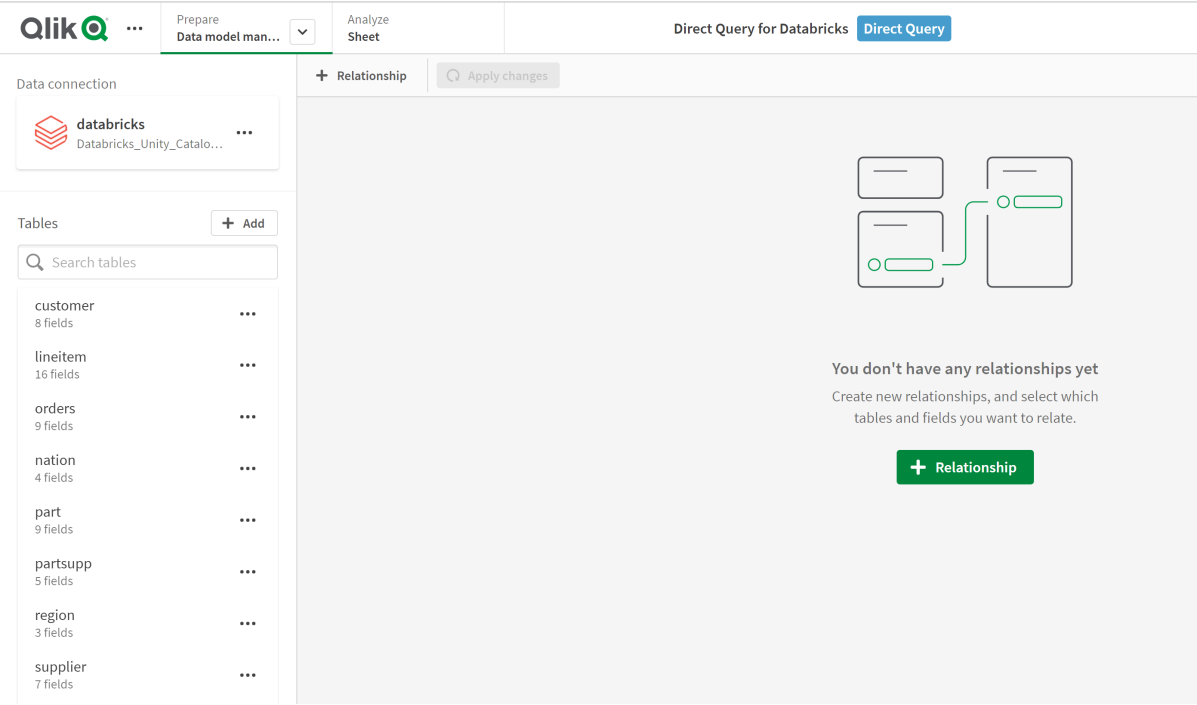 Qlik
Prepare
Data model man...
Analyze
Sheet
Direct Query for Databricks
Direct Query
Data connection
databricks
Databricks_Unity_Catalo...
Relationship
Apply changes
Tables
Add
Search tables
customer
8 fields
lineitem
16 fields
orders
9 fields
nation
4 fields
part
9 fields
partsupp
5 fields
region
3 fields
supplier
7 fields
You don't have any relationships yet
Create new relationships, and select which
tables and fields you want to relate.
Relationship